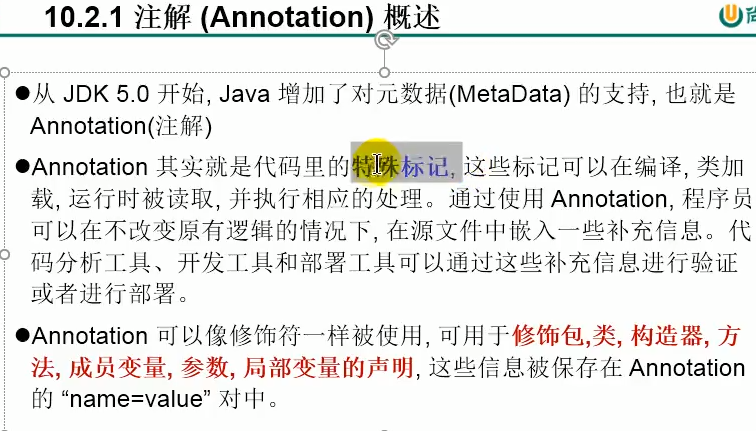 10.2.1 注解 (Annotation) 概述
●从 JDK 5.0 开始, Java 增加了对元数据(MetaData) 的支持, 也就是
Annotation(注解)
●Annotation 其实就是代码里的特殊标记, 这些标记可以在编译, 类加
载, 运行时被读取, 并执行相应的处理。通过使用 Annotation, 程序员
可以在不改变原有逻辑的情况下, 在源文件中嵌入一些补充信息。代
码分析工具、开发工具和部署工具可以通过这些补充信息进行验证
或者进行部署。
●Annotation 可以像修饰符一样被使用, 可用于修饰包,类, 构造器, 方
法, 成员变量, 参数, 局部变量的声明, 这些信息被保存在 Annotation
的 “name=value” 对中。